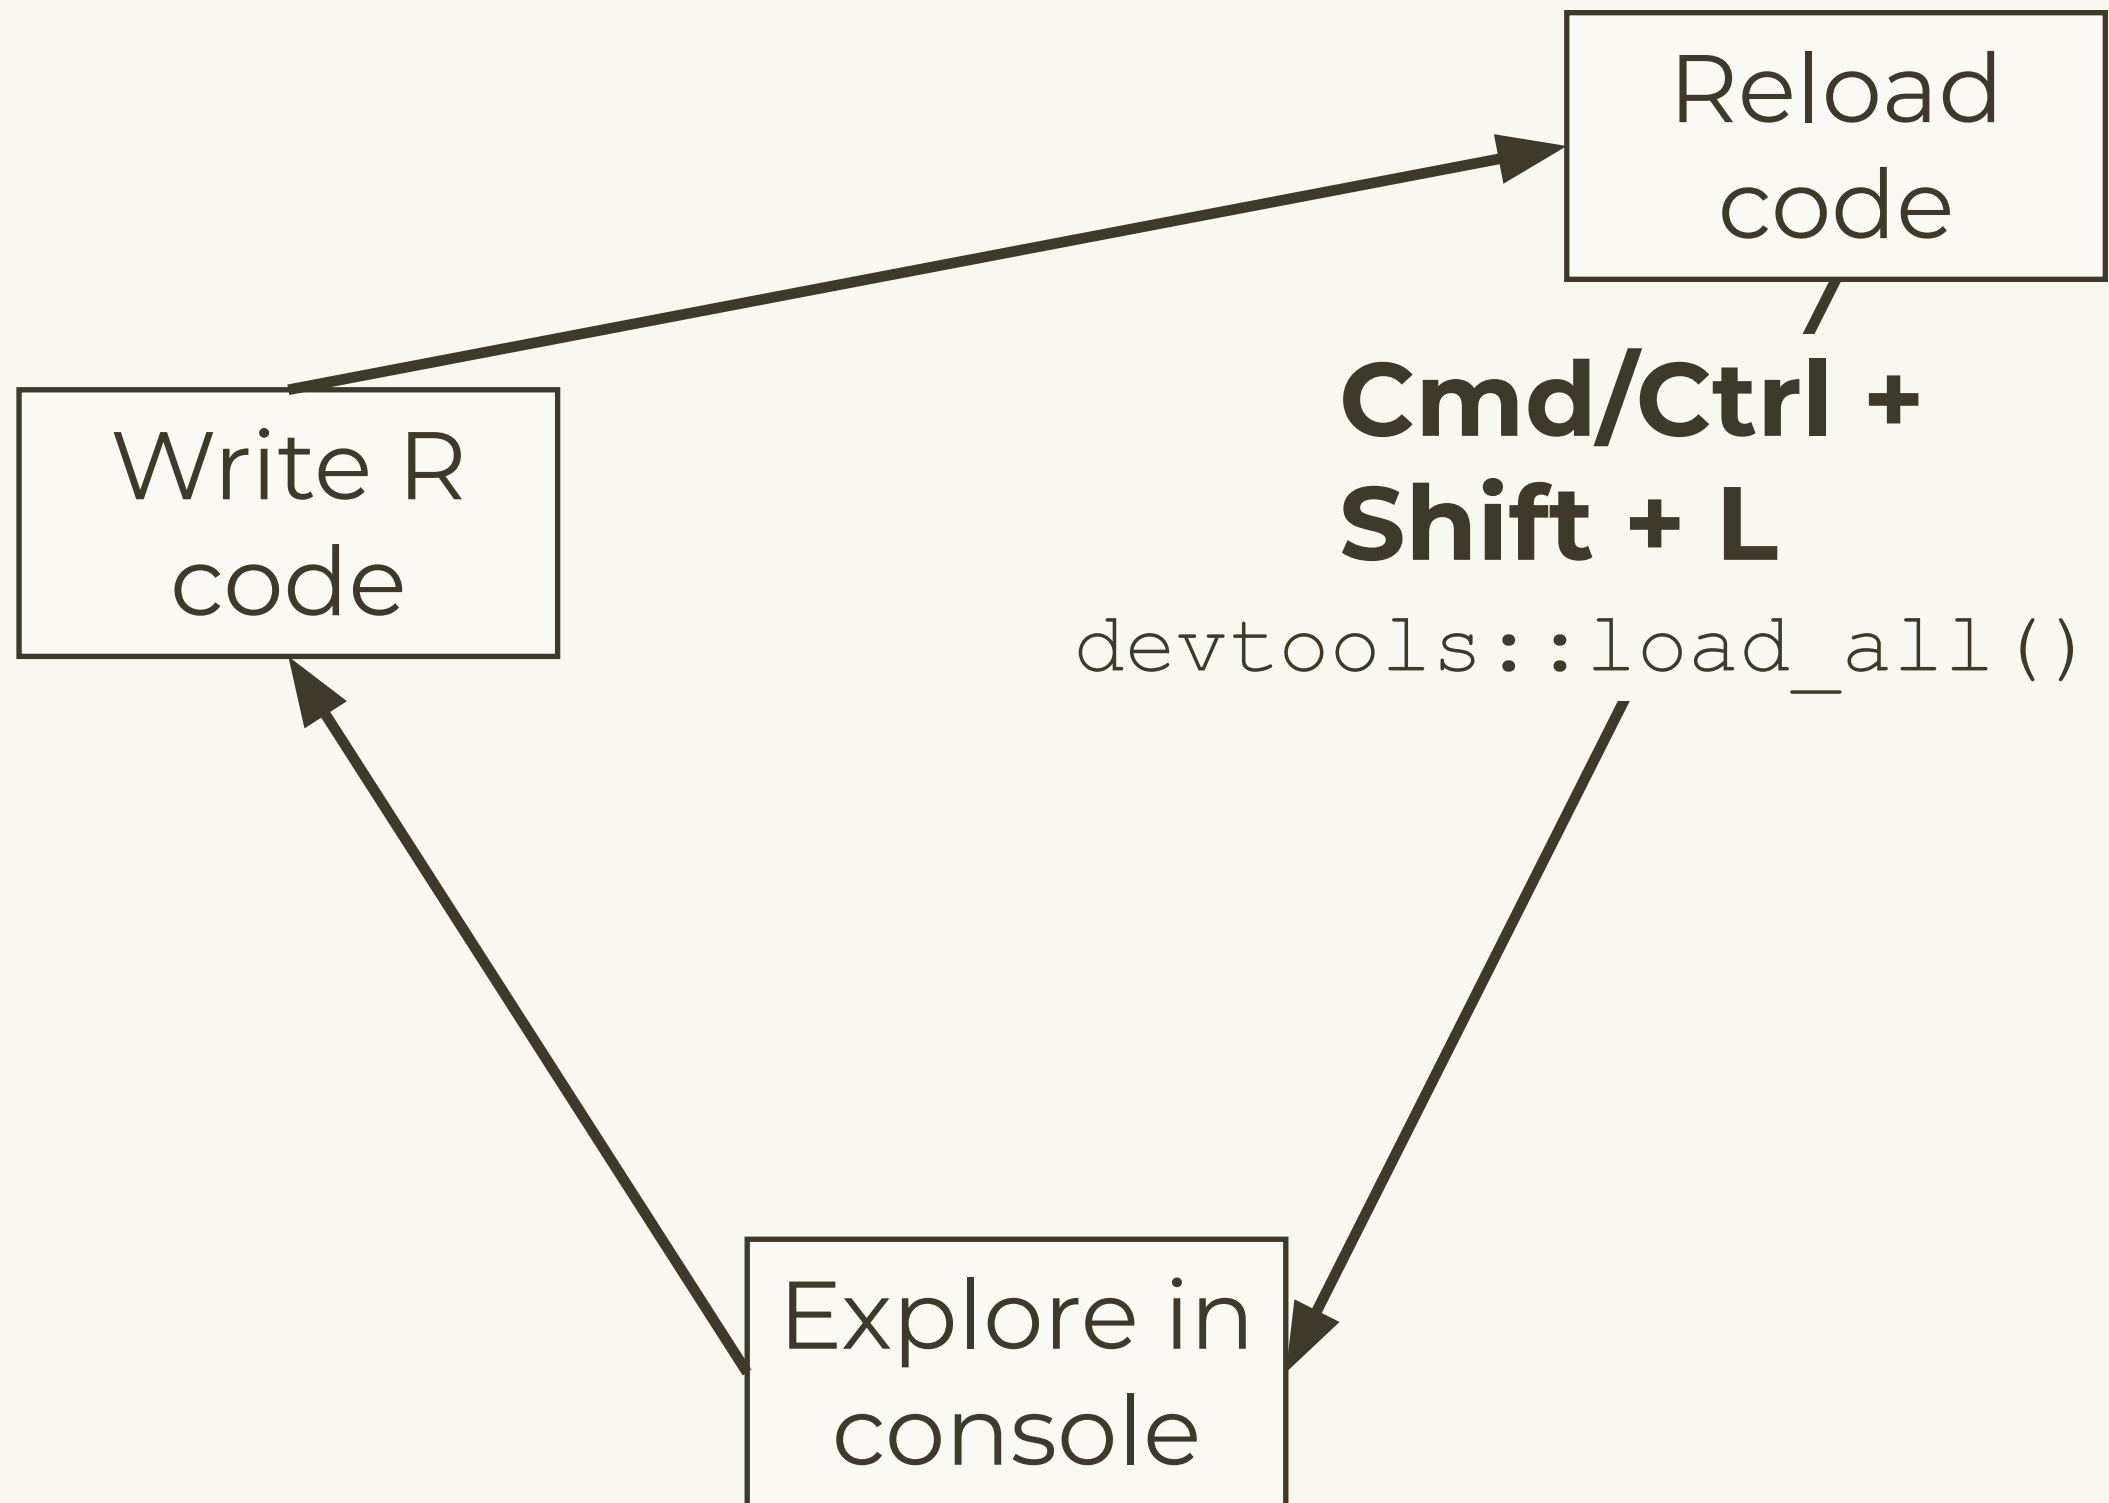 Reload
code
Write R
code
Cmd/Ctrl +
Shift + L
devtools::load_all()
Explore in
console